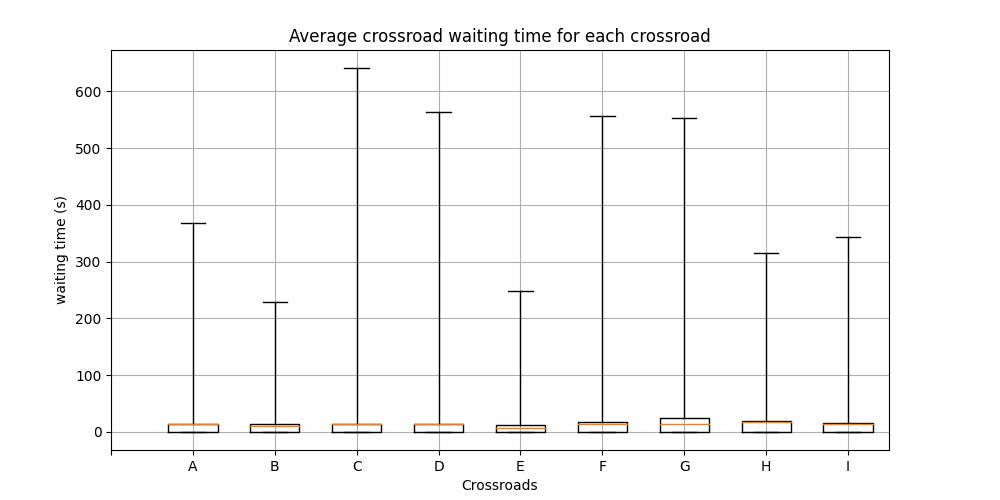 Average crossroad waiting time for each crossroad
600
500
400
300
200
100
0
waiting time (s)
A B C D E F G H I
Crossroads